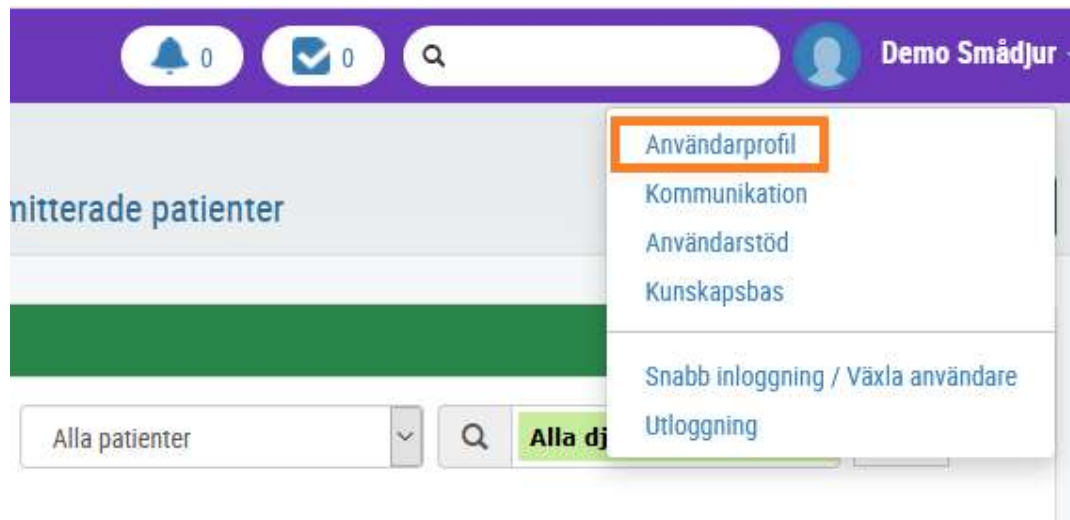 0 0 Demo Smådjur
Användarprofil
mitterade patienter
Kommunikation
Användarstöd
Kunskapsbas
Snabb inloggning / Växla användare
Alla patienter Alla dj
Utloggning